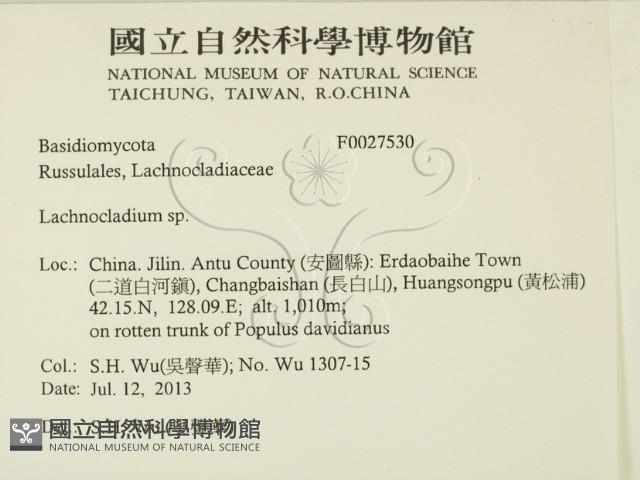 國立自然科學博物館
NATIONAL MUSEUM OF NATURAL SCIENCE
TAICHUNG, TAIWAN, R.O.CHINA
Basidiomycota F0027530
Russulales, Lachnocladiaceae
Lachnocladium sp.
Loc.: China. Jilin. Antu County (安圖縣): Erdaobaihe Town
(二道白河鎮), Changbaishan (長白山), Huangsongpu (黃松浦)
42.15.N, 128.09.E; alt. 1,010m;
on rotten trunk of Populus davidianus
Col.: S.H. Wu(吳聲華); No. Wu 1307-15
Date: Jul. 12, 2013
國立自然科學博物館
NATIONAL MUSEUM OF NATURAL SCIENCE